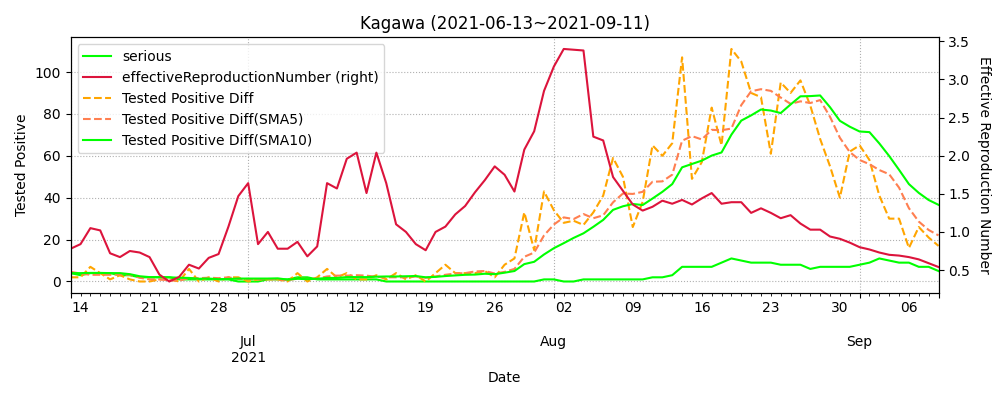 Kagawa (2021-06-13~2021-09-11)
serious
effectiveReproductionNumber (right)
Tested Positive Diff
Tested Positive Diff(SMA5)
Tested Positive Diff(SMA10)
Tested Positive
100
80
60
40
20
0
3.5
3.0
2.5
2.0
1.5
1.0
0.5
Effective Reproduction Number
14 21 28 05 12 19 26 02 09 16 23 30 06
Jul Aug Sep
2021
Date